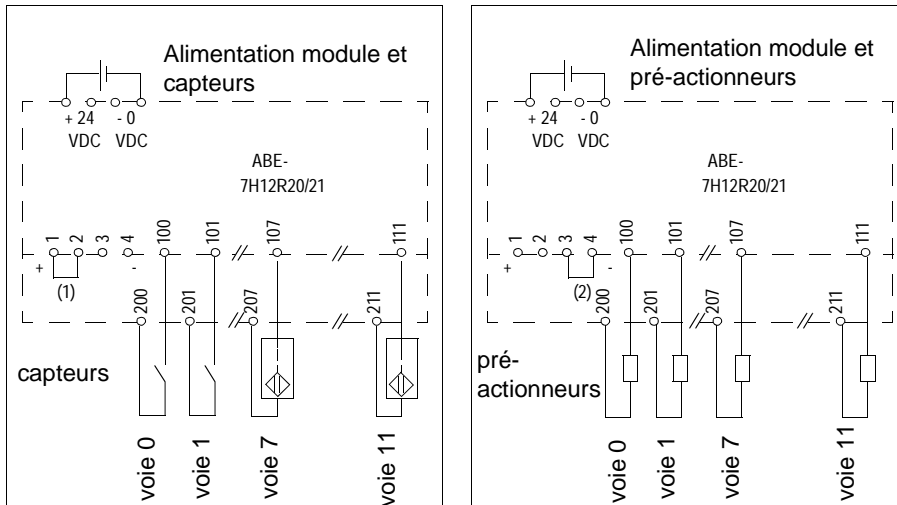 Alimentation module et
capteurs
+ 24 - 0
VDC VDC
ABE-
7H12R20/21
1 2 3 4 100 101 107 111
+ -
(1)
200 201 207 211
capteurs
voie 0 voie 1 voie 7 voie 11
Alimentation module et
pré-actionneurs
+ 24 - 0
VDC VDC
ABE-
7H12R20/21
1 2 3 4 100 101 107 111
+ -
(2)
200 201 207 211
pré-
actionneurs
voie 0 voie 1 voie 7 voie 11